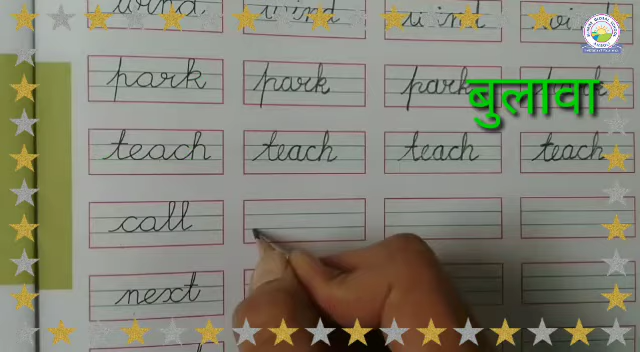 wind wind wind wind
park park park park
बुलावा
teach teach teach teach
call
next